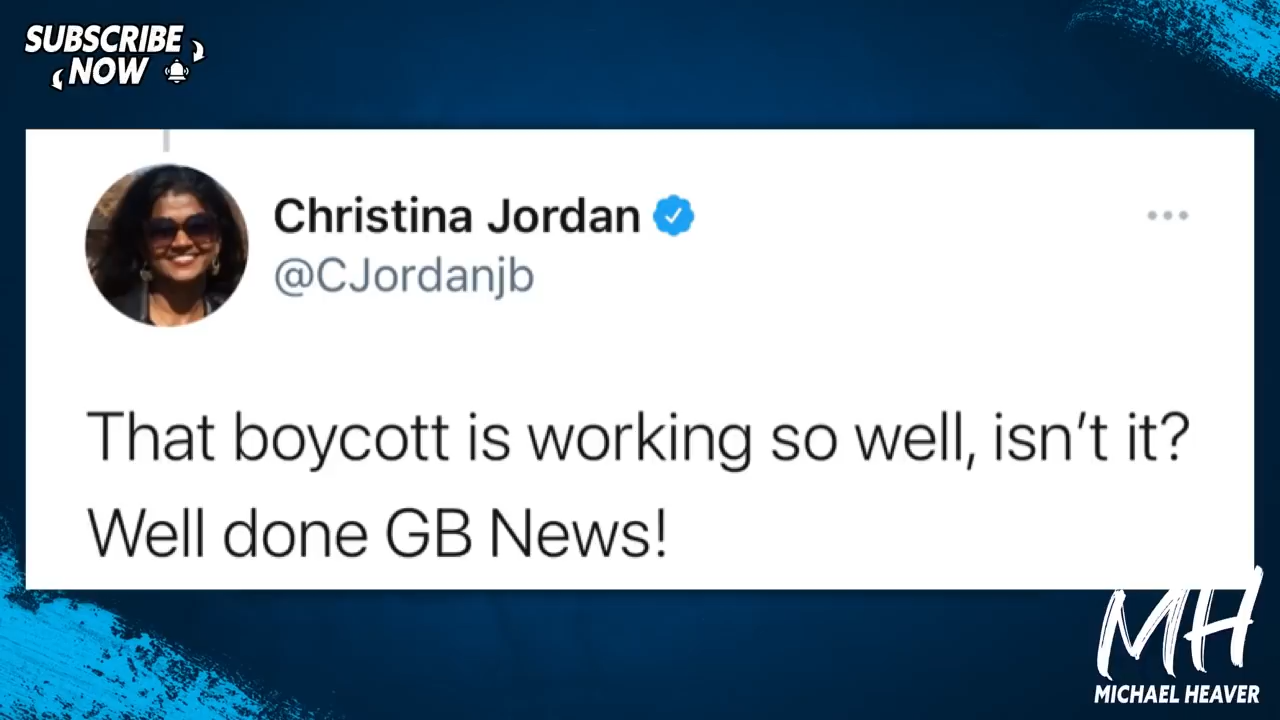 SUBSCRIBE
NOW
Christina Jordan
@CJordanjb
That boycott is working so well, isn’t it?
Well done GB News!
MH
MICHAEL HEAVER